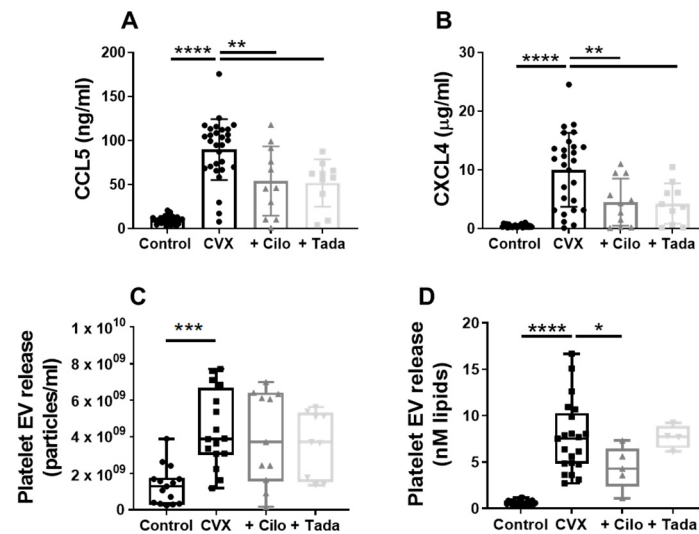 A
**** **
CCL5 (ng/ml)
200
150
100
50
0
Control CVX + Cilo + Tada
B
**** **
CXCL4 (µg/ml)
30
20
10
0
Control CVX + Cilo + Tada
C
***
Platelet EV release
(particles/ml)
1 x 10¹⁰
8 x 10⁰⁹
6 x 10⁰⁹
4 x 10⁰⁹
2 x 10⁰⁹
0
Control CVX + Cilo + Tada
D
**** *
Platelet EV release
(nM lipids)
20
15
10
5
0
Control CVX + Cilo + Tada